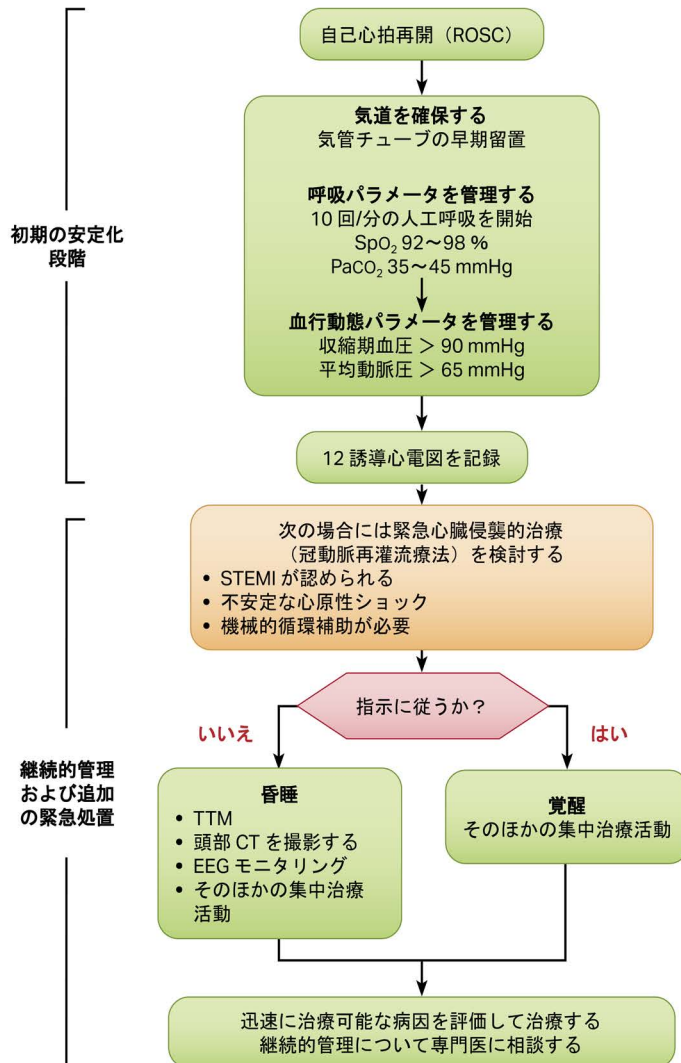 自己心拍再開（ROSC）
気道を確保する
気管チューブの早期留置
呼吸パラメータを管理する
10 回/分の人工呼吸を開始
SpO₂ 92～98 %
PaCO₂ 35～45 mmHg
血行動態パラメータを管理する
収縮期血圧 ＞ 90 mmHg
平均動脈圧 ＞ 65 mmHg
12 誘導心電図を記録
初期の安定化
段階
次の場合には緊急心臓侵襲的治療
（冠動脈再灌流療法）を検討する
• STEMI が認められる
• 不安定な心原性ショック
• 機械的循環補助が必要
指示に従うか？
いいえ
はい
継続的管理
および追加
の緊急処置
昏睡
• TTM
• 頭部 CT を撮影する
• EEG モニタリング
• そのほかの集中治療
活動
覚醒
そのほかの集中治療活動
迅速に治療可能な病因を評価して治療する
継続的管理について専門医に相談する